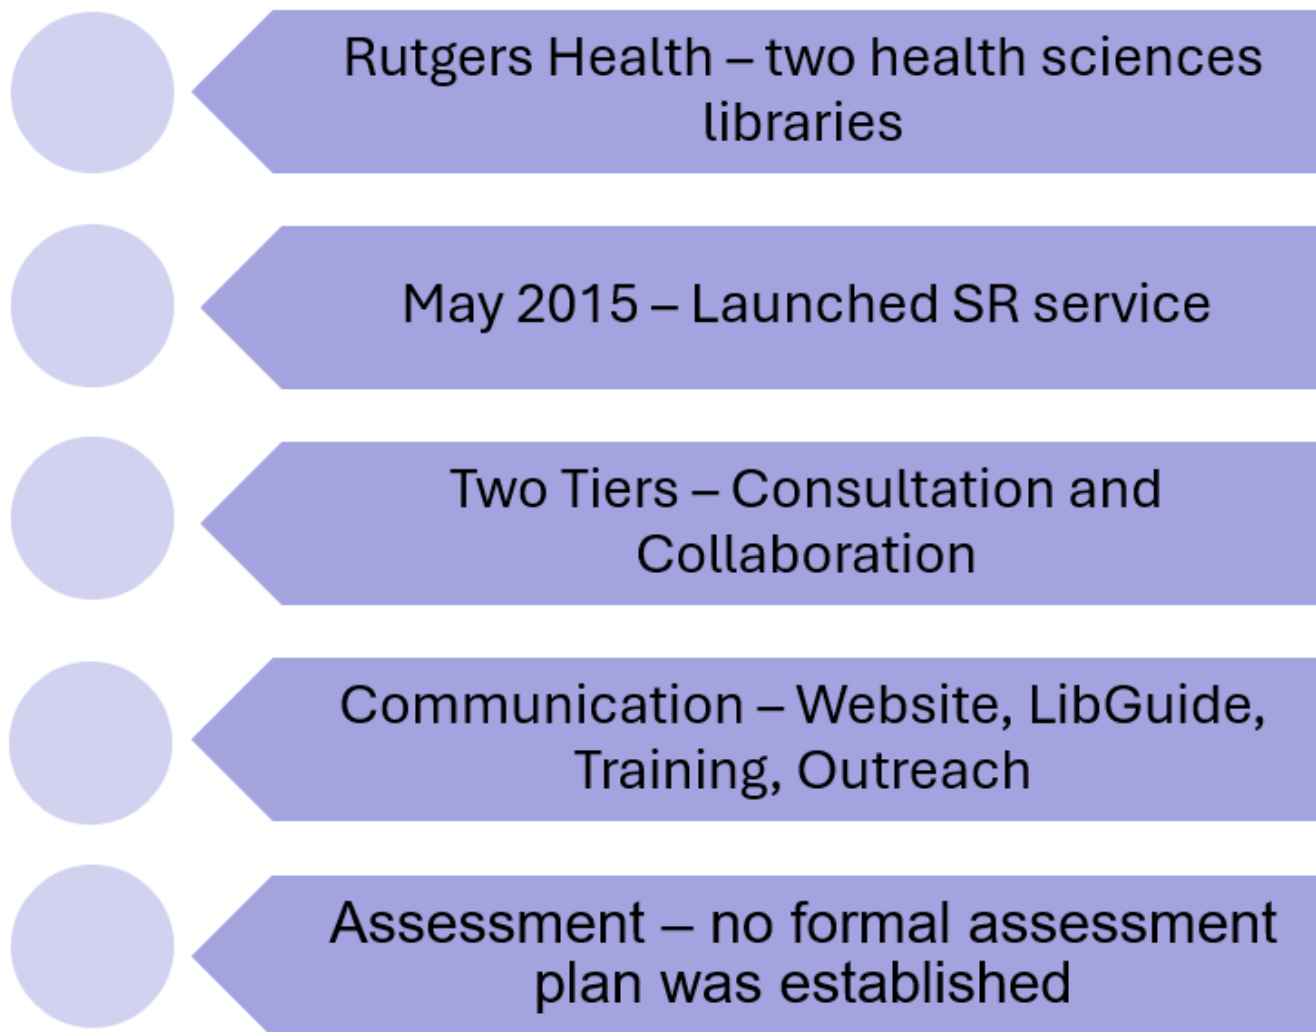 Rutgers Health – two health sciences
libraries
May 2015 – Launched SR service
Two Tiers – Consultation and
Collaboration
Communication – Website, LibGuide,
Training, Outreach
Assessment – no formal assessment
plan was established